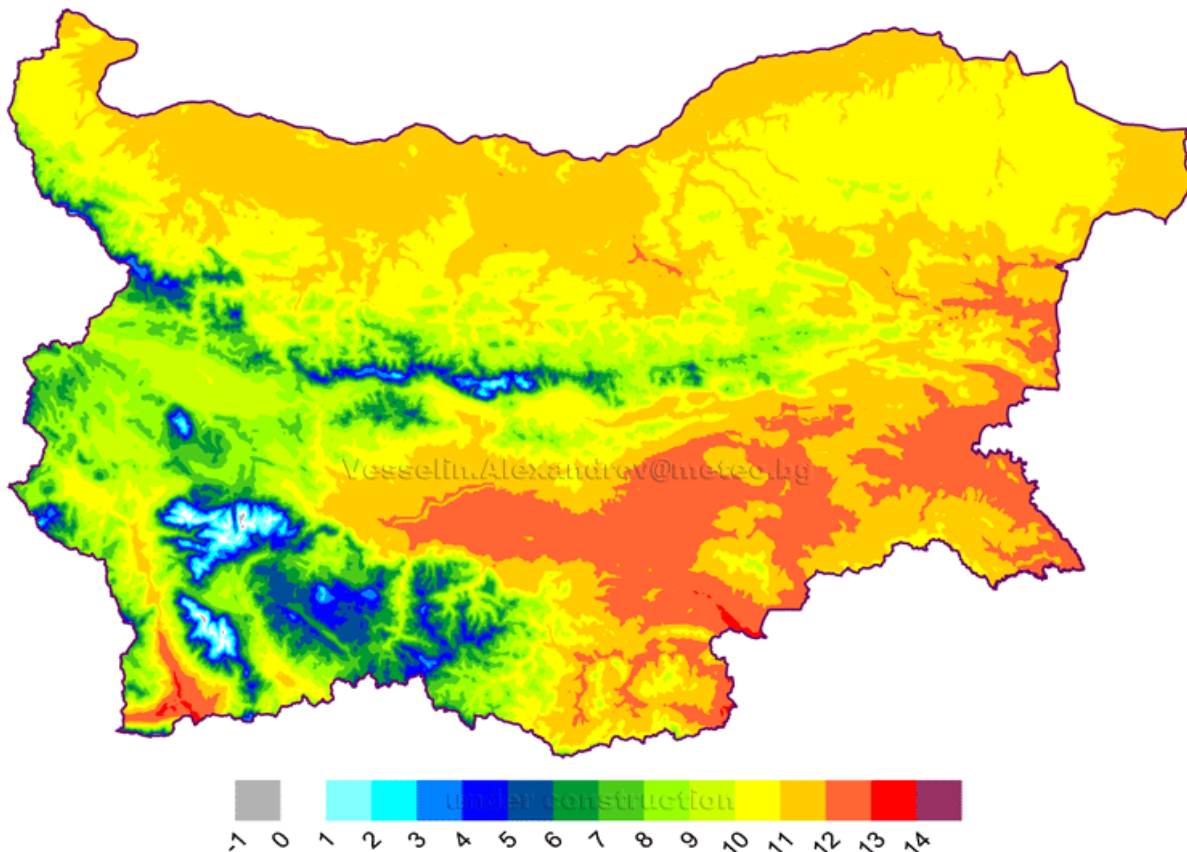 Vesselin.Alexandrov@meteo.bg
under construction
-1 0 1 2 3 4 5 6 7 8 9 10 11 12 13 14